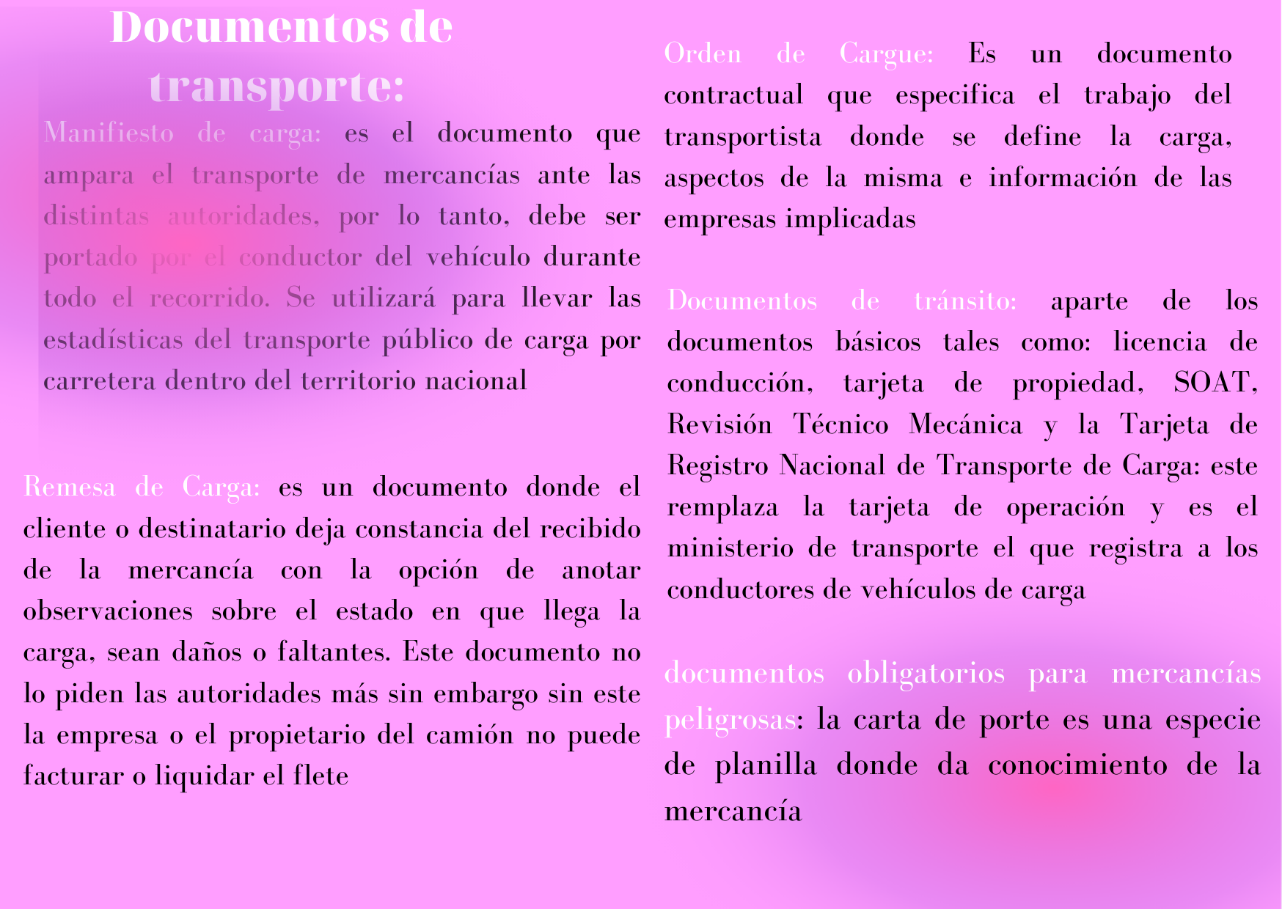 Documentos de
transporte:
Manifiesto de carga: es el documento que
ampara el transporte de mercancías ante las
distintas autoridades, por lo tanto, debe ser
portado por el conductor del vehículo durante
todo el recorrido. Se utilizará para llevar las
estadísticas del transporte público de carga por
carretera dentro del territorio nacional
Remesa de Carga: es un documento donde el
cliente o destinatario deja constancia del recibido
de la mercancía con la opción de anotar
observaciones sobre el estado en que llega la
carga, sean daños o faltantes. Este documento no
lo piden las autoridades más sin embargo sin este
la empresa o el propietario del camión no puede
facturar o liquidar el flete
Orden de Cargue: Es un documento
contractual que especifica el trabajo del
transportista donde se define la carga,
aspectos de la misma e información de las
empresas implicadas
Documentos de tránsito: aparte de los
documentos básicos tales como: licencia de
conducción, tarjeta de propiedad, SOAT,
Revisión Técnico Mecánica y la Tarjeta de
Registro Nacional de Transporte de Carga: este
remplaza la tarjeta de operación y es el
ministerio de transporte el que registra a los
conductores de vehículos de carga
documentos obligatorios para mercancías
peligrosas: la carta de porte es una especie
de planilla donde da conocimiento de la
mercancía